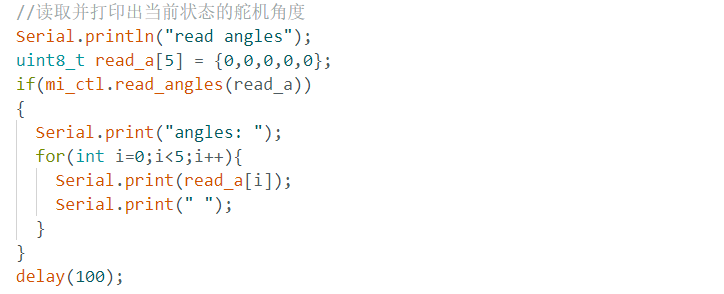 //读取并打印出当前状态的舵机角度
Serial.println("read angles");
uint8_t read_a[5] = {0,0,0,0,0};
if(mi_ctl.read_angles(read_a))
{
  Serial.print("angles: ");
  for(int i=0;i<5;i++){
    Serial.print(read_a[i]);
    Serial.print(" ");
  }
}
delay(100);